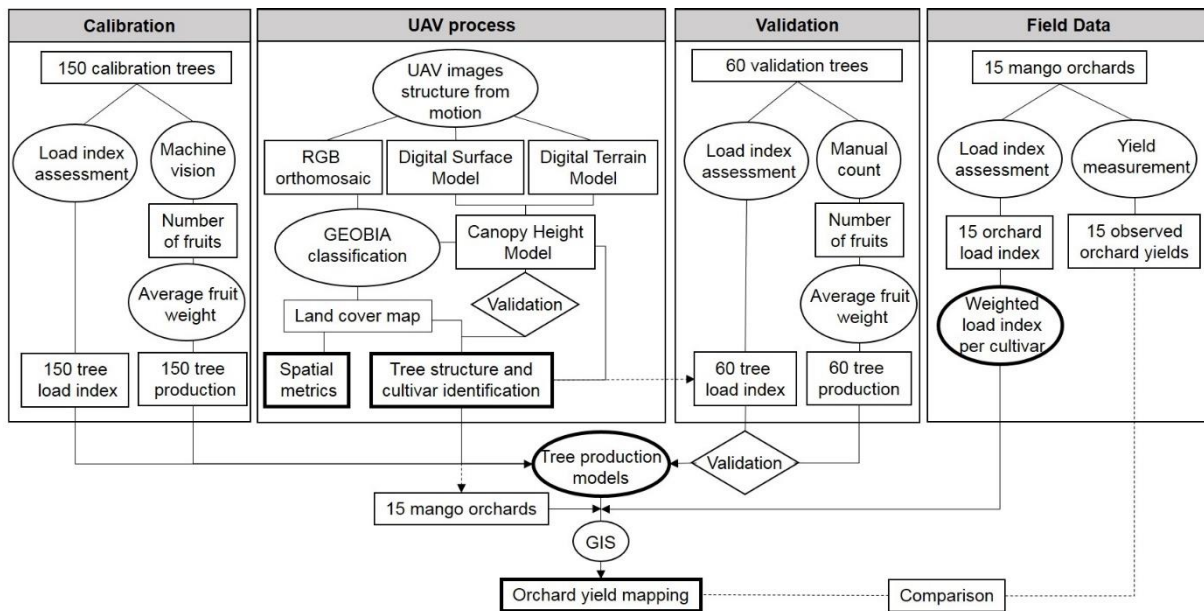 Calibration
150 calibration trees
Load index
assessment
Machine
vision
Number
of fruits
Average fruit
weight
150 tree
load index
150 tree
production
UAV process
UAV images
structure from
motion
RGB
orthomosaic
Digital Surface
Model
Digital Terrain
Model
GEOBIA
classification
Canopy Height
Model
Validation
Land cover map
Spatial
metrics
Tree structure and
cultivar identification
Validation
60 validation trees
Load index
assessment
Manual
count
Number
of fruits
Average fruit
weight
60 tree
load index
60 tree
production
Field Data
15 mango orchards
Load index
assessment
Yield
measurement
15 orchard
load index
15 observed
orchard yields
Weighted
load index
per cultivar
Tree production
models
Validation
15 mango orchards
GIS
Orchard yield mapping
Comparison